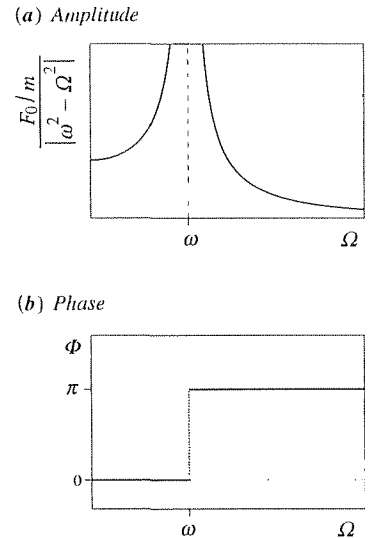 (a) Amplitude
F₀/m
|ω² − Ω²|
ω Ω
(b) Phase
Φ
π
0
ω Ω